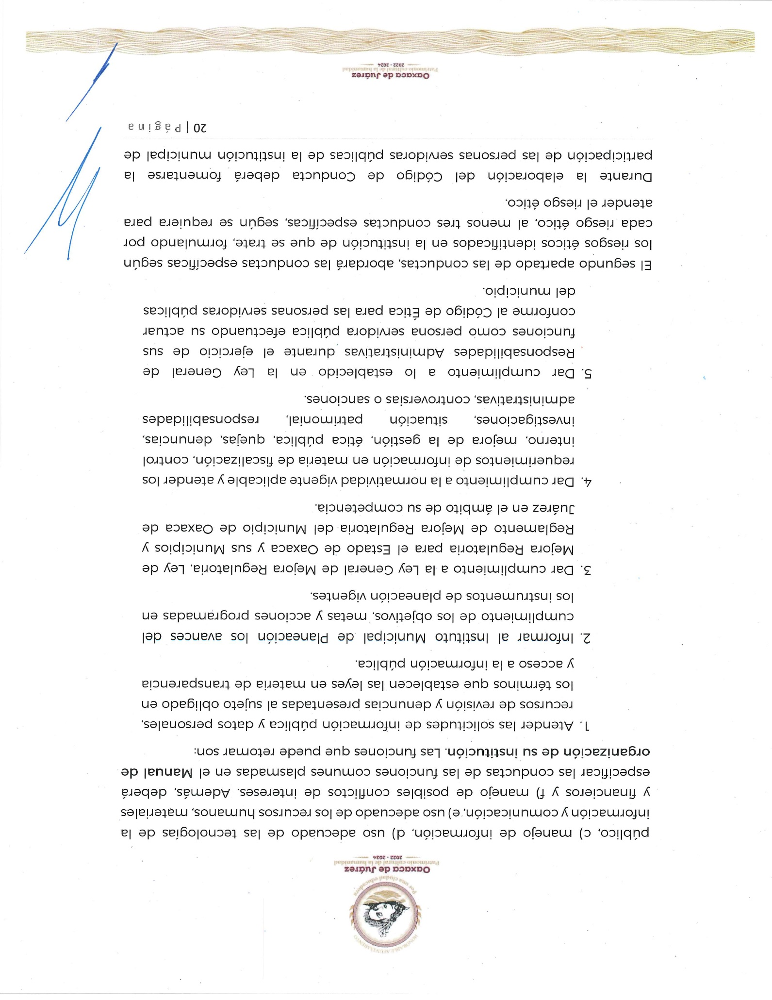 HONORABLE AYUNTAMIENTO
Por una ciudad educadora
Oaxaca de Juárez
Patrimonio cultural de la humanidad
2022 - 2024
público, c) manejo de información, d) uso adecuado de las tecnologías de la
información y comunicación, e) uso adecuado de los recursos humanos, materiales
y financieros y f) manejo de posibles conflictos de intereses. Además, deberá
especificar las conductas de las funciones comunes plasmadas en el Manual de
organización de su institución. Las funciones que puede retomar son:
1. Atender las solicitudes de información pública y datos personales,
recursos de revisión y denuncias presentadas al sujeto obligado en
los términos que establecen las leyes en materia de transparencia
y acceso a la información pública.
2. Informar al Instituto Municipal de Planeación los avances del
cumplimiento de los objetivos, metas y acciones programadas en
los instrumentos de planeación vigentes.
3. Dar cumplimiento a la Ley General de Mejora Regulatoria, Ley de
Mejora Regulatoria para el Estado de Oaxaca y sus Municipios y
Reglamento de Mejora Regulatoria del Municipio de Oaxaca de
Juárez en el ámbito de su competencia.
4. Dar cumplimiento a la normatividad vigente aplicable y atender los
requerimientos de información en materia de fiscalización, control
interno, mejora de la gestión, ética pública, quejas, denuncias,
investigaciones, situación patrimonial, responsabilidades
administrativas, controversias o sanciones.
5. Dar cumplimiento a lo establecido en la Ley General de
Responsabilidades Administrativas durante el ejercicio de sus
funciones como persona servidora pública efectuando su actuar
conforme al Código de Ética para las personas servidoras públicas
del municipio.
El segundo apartado de las conductas, abordará las conductas específicas según
los riesgos éticos identificados en la institución de que se trate, formulando por
cada riesgo ético, al menos tres conductas específicas, según se requiera para
atender el riesgo ético.
Durante la elaboración del Código de Conducta deberá fomentarse la
participación de las personas servidoras públicas de la institución municipal de
20 | Página
Oaxaca de Juárez
Patrimonio cultural de la humanidad
2022 - 2024